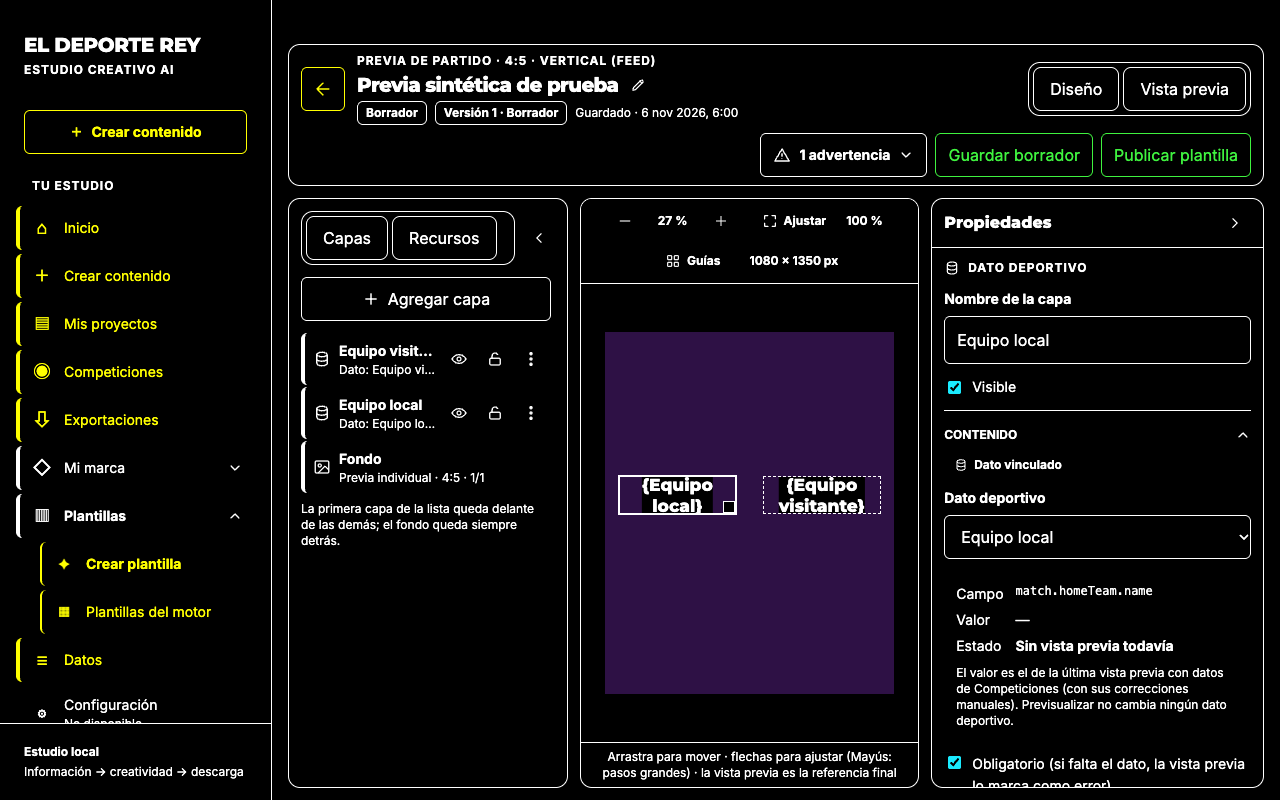 EL DEPORTE REY
ESTUDIO CREATIVO AI
+ Crear contenido
TU ESTUDIO
Inicio
Crear contenido
Mis proyectos
Competiciones
Exportaciones
Mi marca
Plantillas
Crear plantilla
Plantillas del motor
Datos
Configuración
No disponible
Estudio local
Información → creatividad → descarga
PREVIA DE PARTIDO · 4:5 · VERTICAL (FEED)
Previa sintética de prueba
Borrador
Versión 1 · Borrador
Guardado · 6 nov 2026, 6:00
Diseño
Vista previa
1 advertencia
Guardar borrador
Publicar plantilla
Capas
Recursos
+ Agregar capa
Equipo visit...
Dato: Equipo vi...
Equipo local
Dato: Equipo lo...
Fondo
Previa individual · 4:5 · 1/1
La primera capa de la lista queda delante
de las demás; el fondo queda siempre
detrás.
27 %
Ajustar
100 %
Guías
1080 × 1350 px
{Equipo
local}
{Equipo
visitante}
Arrastra para mover · flechas para ajustar (Mayús:
pasos grandes) · la vista previa es la referencia final
Propiedades
DATO DEPORTIVO
Nombre de la capa
Equipo local
Visible
CONTENIDO
Dato vinculado
Dato deportivo
Equipo local
Campo match.homeTeam.name
Valor —
Estado Sin vista previa todavía
El valor es el de la última vista previa con datos
de Competiciones (con sus correcciones
manuales). Previsualizar no cambia ningún dato
deportivo.
Obligatorio (si falta el dato, la vista previa
lo marca como error)